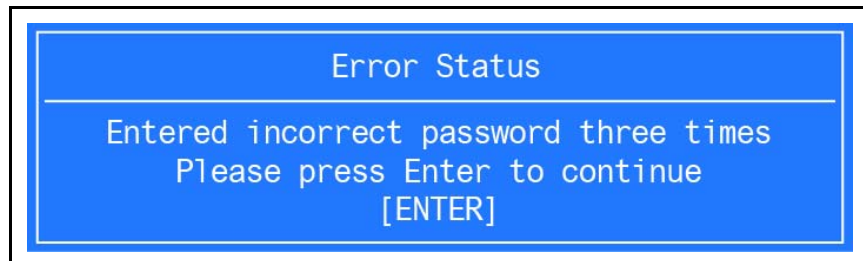 Error Status
Entered incorrect password three times
Please press Enter to continue
[ENTER]